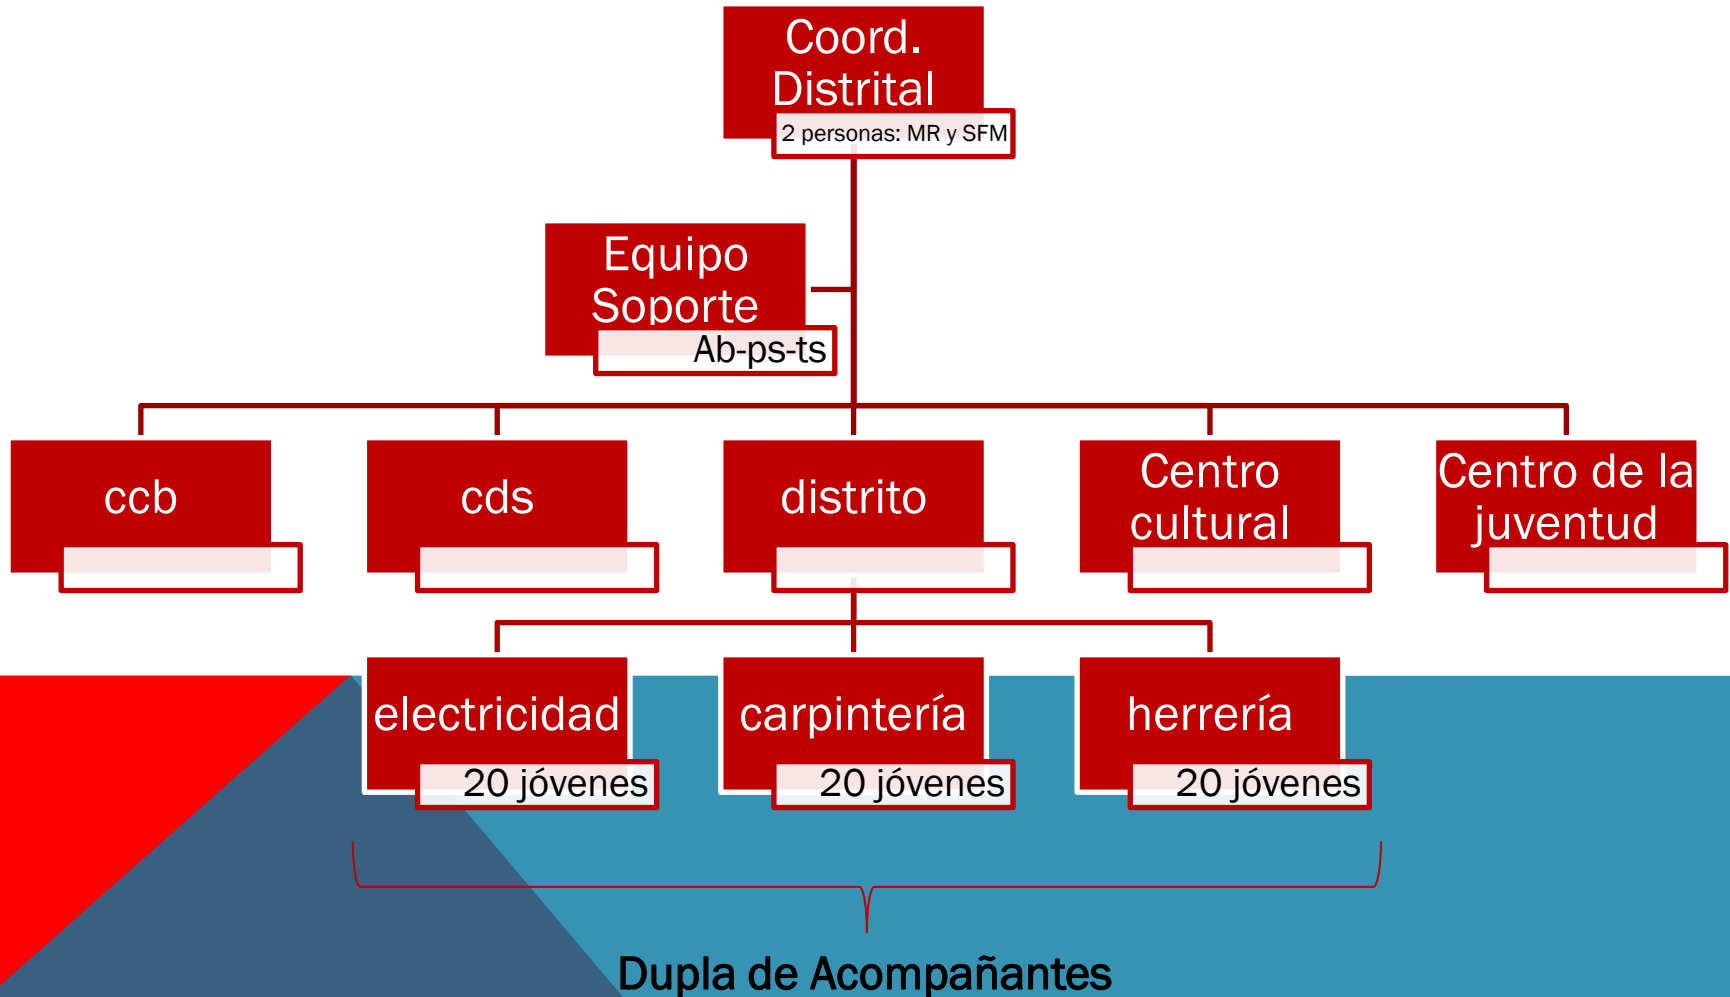 Coord.
Distrital
2 personas: MR y SFM
Equipo
Soporte
Ab-ps-ts
ccb
cds
distrito
Centro
cultural
Centro de la
juventud
electricidad
20 jóvenes
carpintería
20 jóvenes
herrería
20 jóvenes
Dupla de Acompañantes